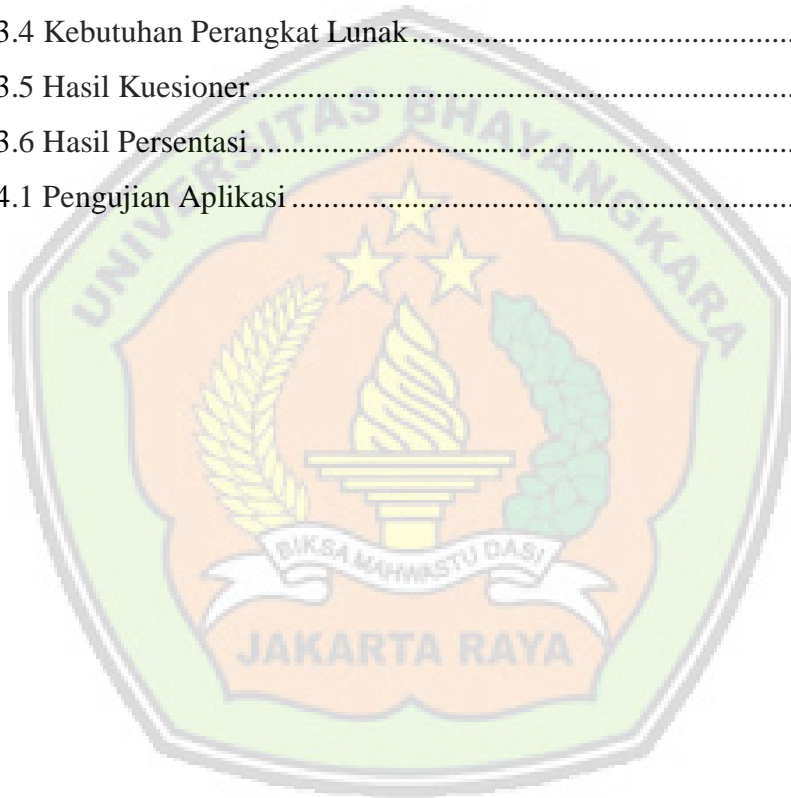 3.4 Kebutuhan Perangkat Lunak......................................................
3.5 Hasil Kuesioner..........................................................................
3.6 Hasil Persentasi..........................................................................
4.1 Pengujian Aplikasi.....................................................................
UNIVERSITAS BHAYANGKARA
BIKSA MAHWASTU DASI
JAKARTA RAYA